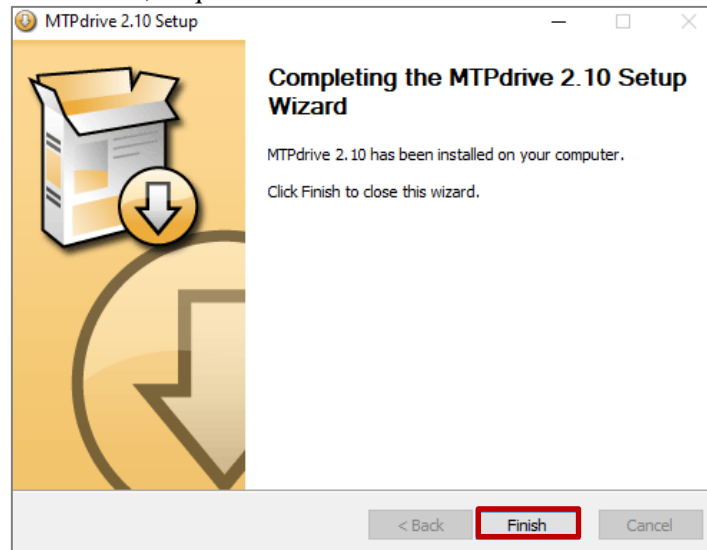 MTPdrive 2.10 Setup
Completing the MTPdrive 2.10 Setup
Wizard
MTPdrive 2.10 has been installed on your computer.
Click Finish to close this wizard.
< Back Finish Cancel